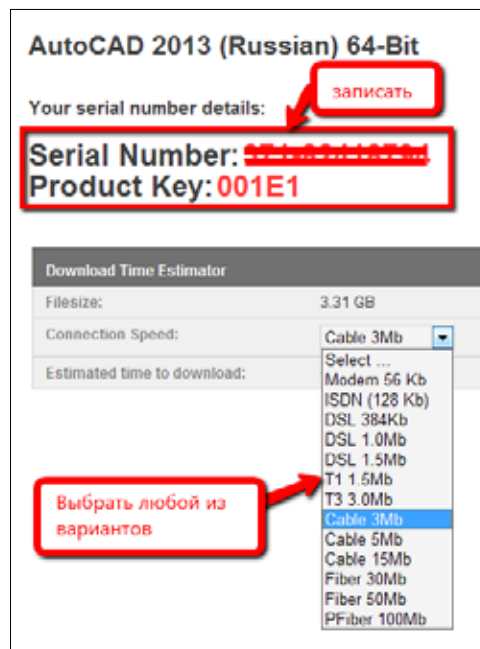 AutoCAD 2013 (Russian) 64-Bit
записать
Your serial number details:
Serial Number:
Product Key: 001E1
Download Time Estimator
Filesize: 3.31 GB
Connection Speed: Cable 3Mb
Estimated time to download:
Select ...
Modem 56 Kb
ISDN (128 Kb)
DSL 384Kb
DSL 1.0Mb
DSL 1.5Mb
T1 1.5Mb
T3 3.0Mb
Cable 3Mb
Cable 5Mb
Cable 15Mb
Fiber 30Mb
Fiber 50Mb
PFiber 100Mb
Выбрать любой из
вариантов